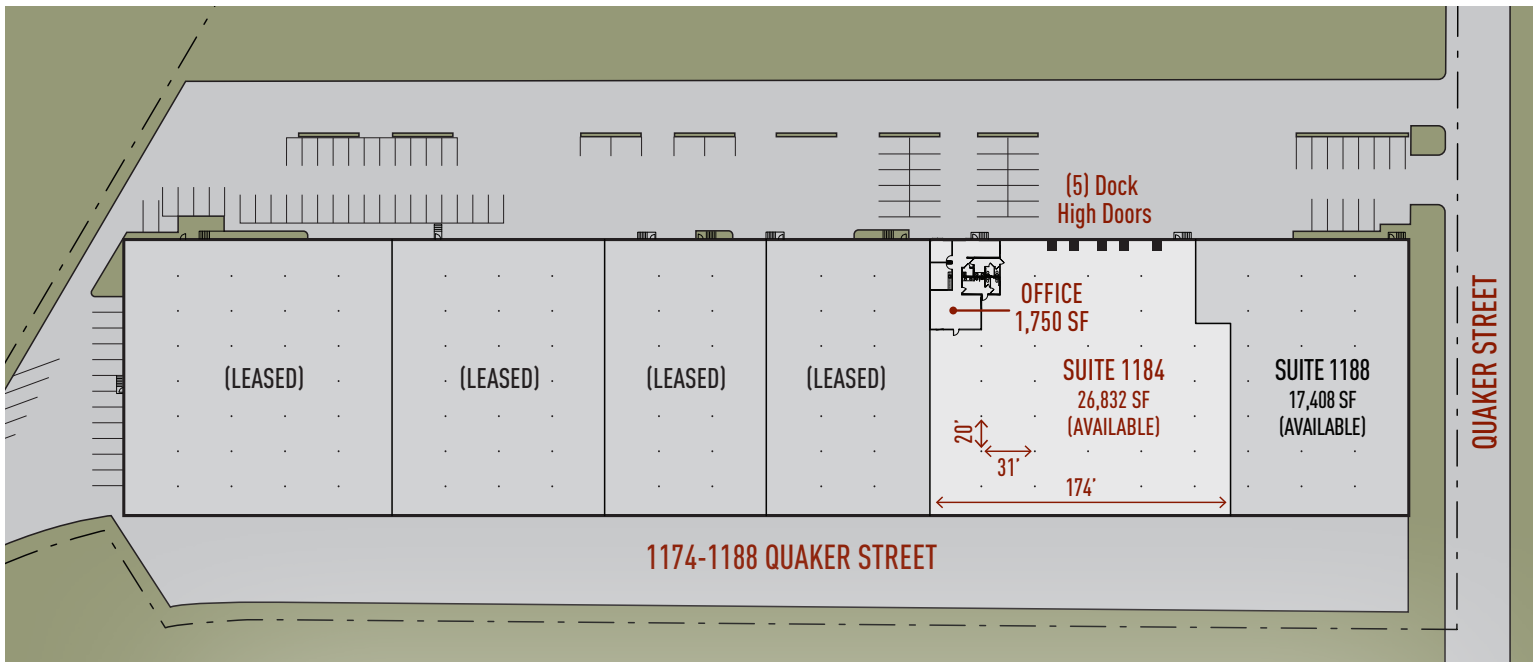 (5) Dock
High Doors
OFFICE
1,750 SF
(LEASED)
(LEASED)
(LEASED)
(LEASED)
SUITE 1184
26,832 SF
(AVAILABLE)
SUITE 1188
17,408 SF
(AVAILABLE)
QUAKER STREET
20'
31'
174'
1174-1188 QUAKER STREET